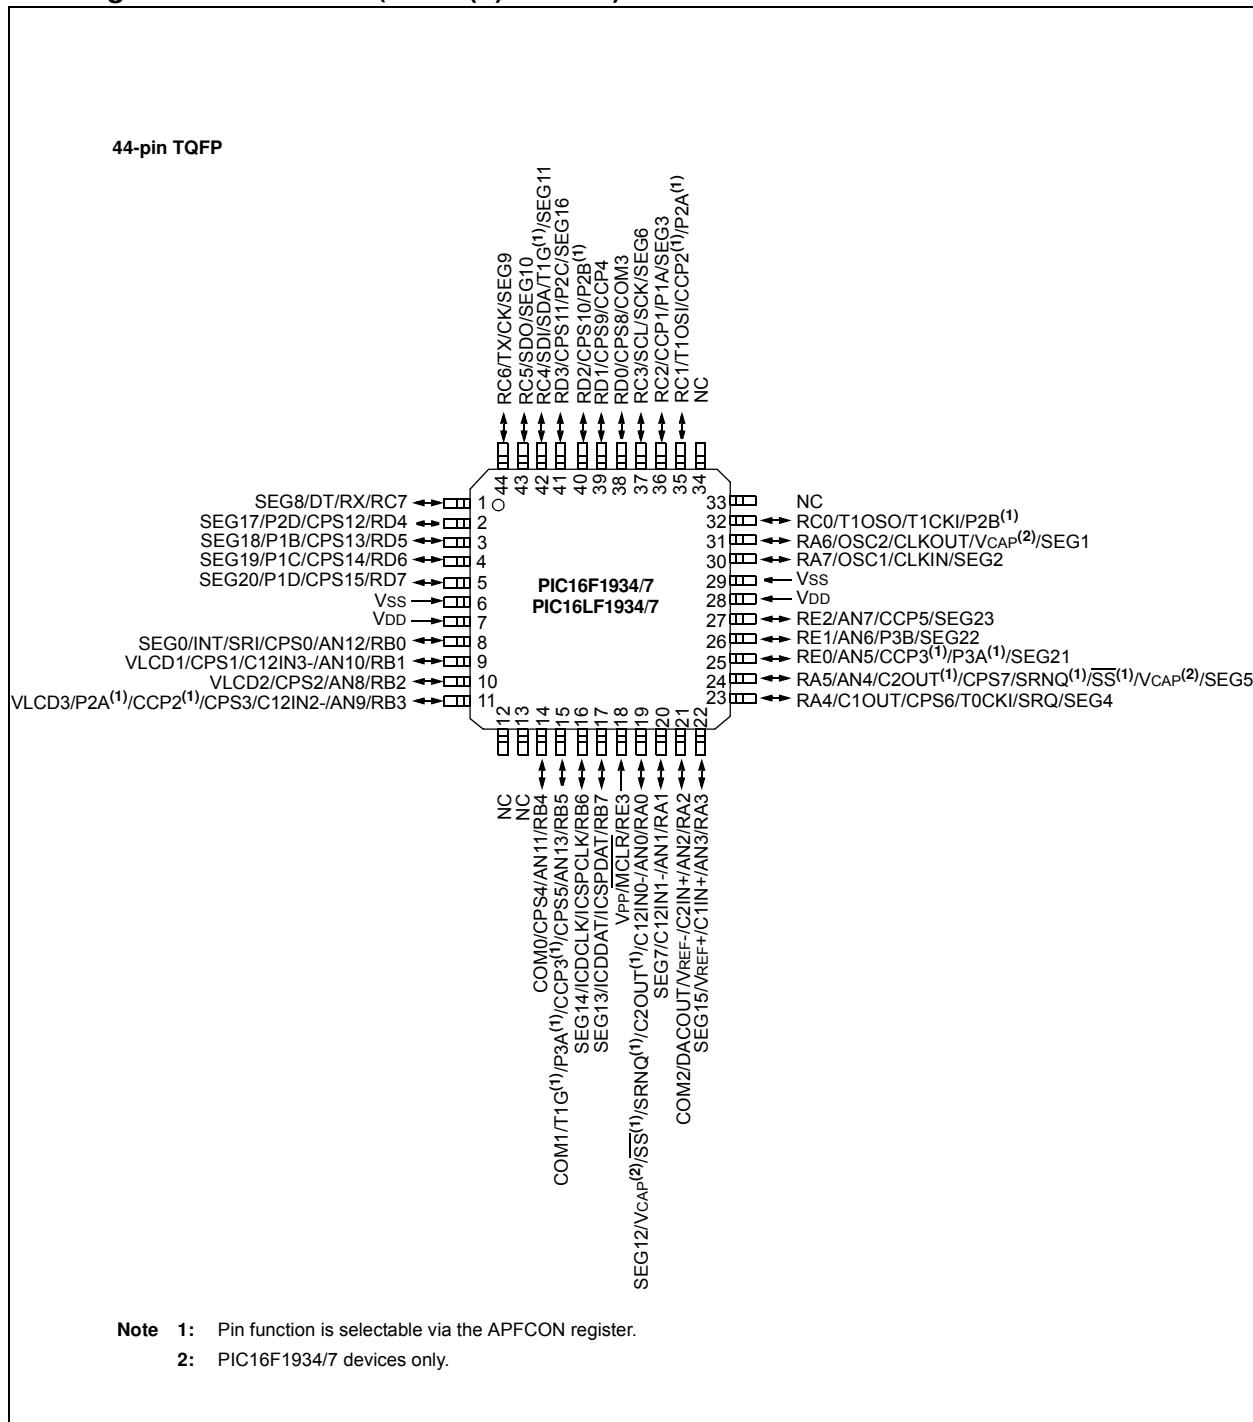 44-pin TQFP
RC6/TX/CK/SEG9
RC5/SDO/SEG10
RC4/SDI/SDA/T1G(1)/SEG11
RD3/CPS11/P2C/SEG16
RD2/CPS10/P2B(1)
RD1/CPS9/CCP4
RD0/CPS8/COM3
RC3/SCL/SCK/SEG6
RC2/CCP1/P1A/SEG3
RC1/T1OSI/CCP2(1)/P2A(1)
NC
44 43 42 41 40 39 38 37 36 35 34
SEG8/DT/RX/RC7 1
SEG17/P2D/CPS12/RD4 2
SEG18/P1B/CPS13/RD5 3
SEG19/P1C/CPS14/RD6 4
SEG20/P1D/CPS15/RD7 5
VSS 6
VDD 7
SEG0/INT/SRI/CPS0/AN12/RB0 8
VLCD1/CPS1/C12IN3-/AN10/RB1 9
VLCD2/CPS2/AN8/RB2 10
VLCD3/P2A(1)/CCP2(1)/CPS3/C12IN2-/AN9/RB3 11
PIC16F1934/7
PIC16LF1934/7
33 NC
32 RC0/T1OSO/T1CKI/P2B(1)
31 RA6/OSC2/CLKOUT/VCAP(2)/SEG1
30 RA7/OSC1/CLKIN/SEG2
29 VSS
28 VDD
27 RE2/AN7/CCP5/SEG23
26 RE1/AN6/P3B/SEG22
25 RE0/AN5/CCP3(1)/P3A(1)/SEG21
24 RA5/AN4/C2OUT(1)/CPS7/SRNQ(1)/SS(1)/VCAP(2)/SEG5
23 RA4/C1OUT/CPS6/T0CKI/SRQ/SEG4
12 13 14 15 16 17 18 19 20 21 22
NC
NC
COM0/CPS4/AN11/RB4
COM1/T1G(1)/P3A(1)/CCP3(1)/CPS5/AN13/RB5
SEG14/ICDCLK/ICSPCLK/RB6
SEG13/ICDDAT/ICSPDAT/RB7
VPP/MCLR/RE3
SEG12/VCAP(2)/SS(1)/SRNQ(1)/C2OUT(1)/C12IN0-/AN0/RA0
SEG7/C12IN1-/AN1/RA1
COM2/DACOUT/VREF-/C2IN+/AN2/RA2
SEG15/VREF+/C1IN+/AN3/RA3
Note 1: Pin function is selectable via the APFCON register.
2: PIC16F1934/7 devices only.